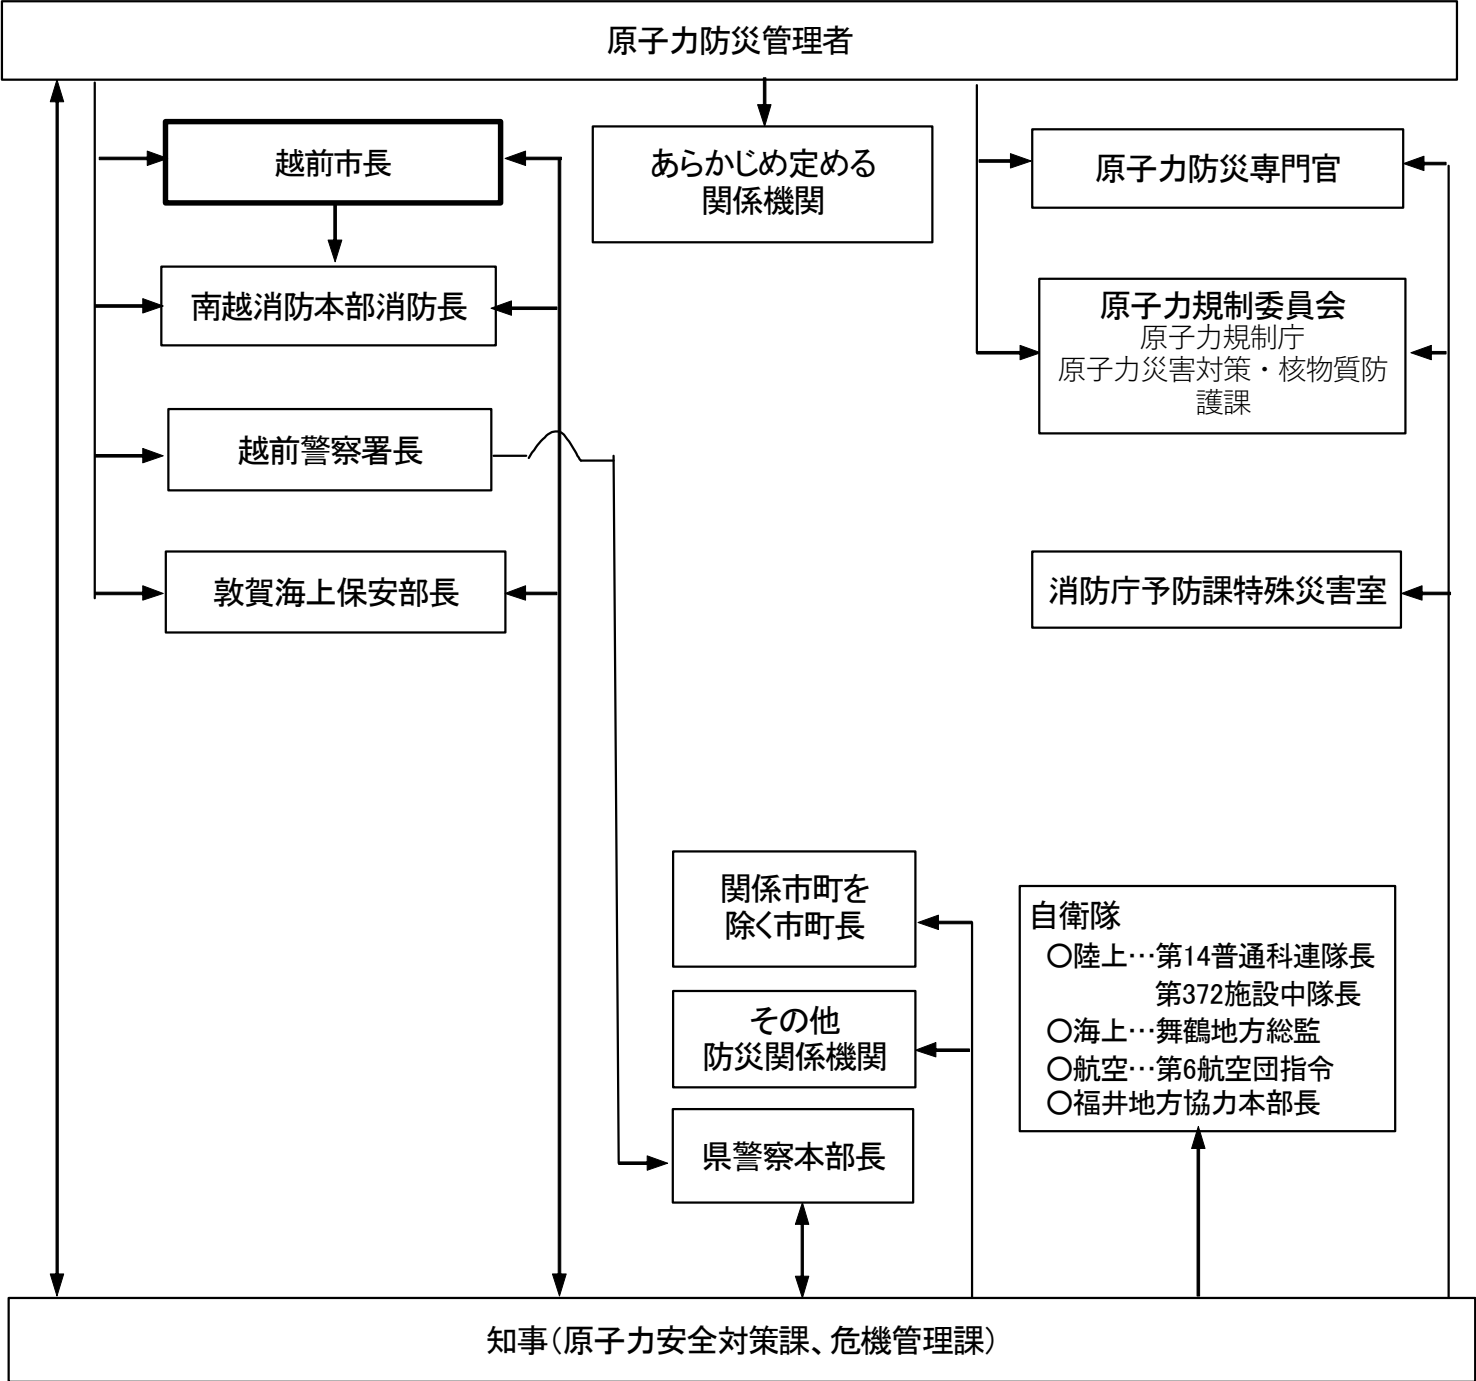 原子力防災管理者
越前市長
あらかじめ定める
関係機関
原子力防災専門官
南越消防本部消防長
原子力規制委員会
原子力規制庁
原子力災害対策・核物質防
護課
越前警察署長
敦賀海上保安部長
消防庁予防課特殊災害室
関係市町を
除く市町長
その他
防災関係機関
県警察本部長
自衛隊
○陸上…第14普通科連隊長
第372施設中隊長
○海上…舞鶴地方総監
○航空…第6航空団指令
○福井地方協力本部長
知事(原子力安全対策課、危機管理課)